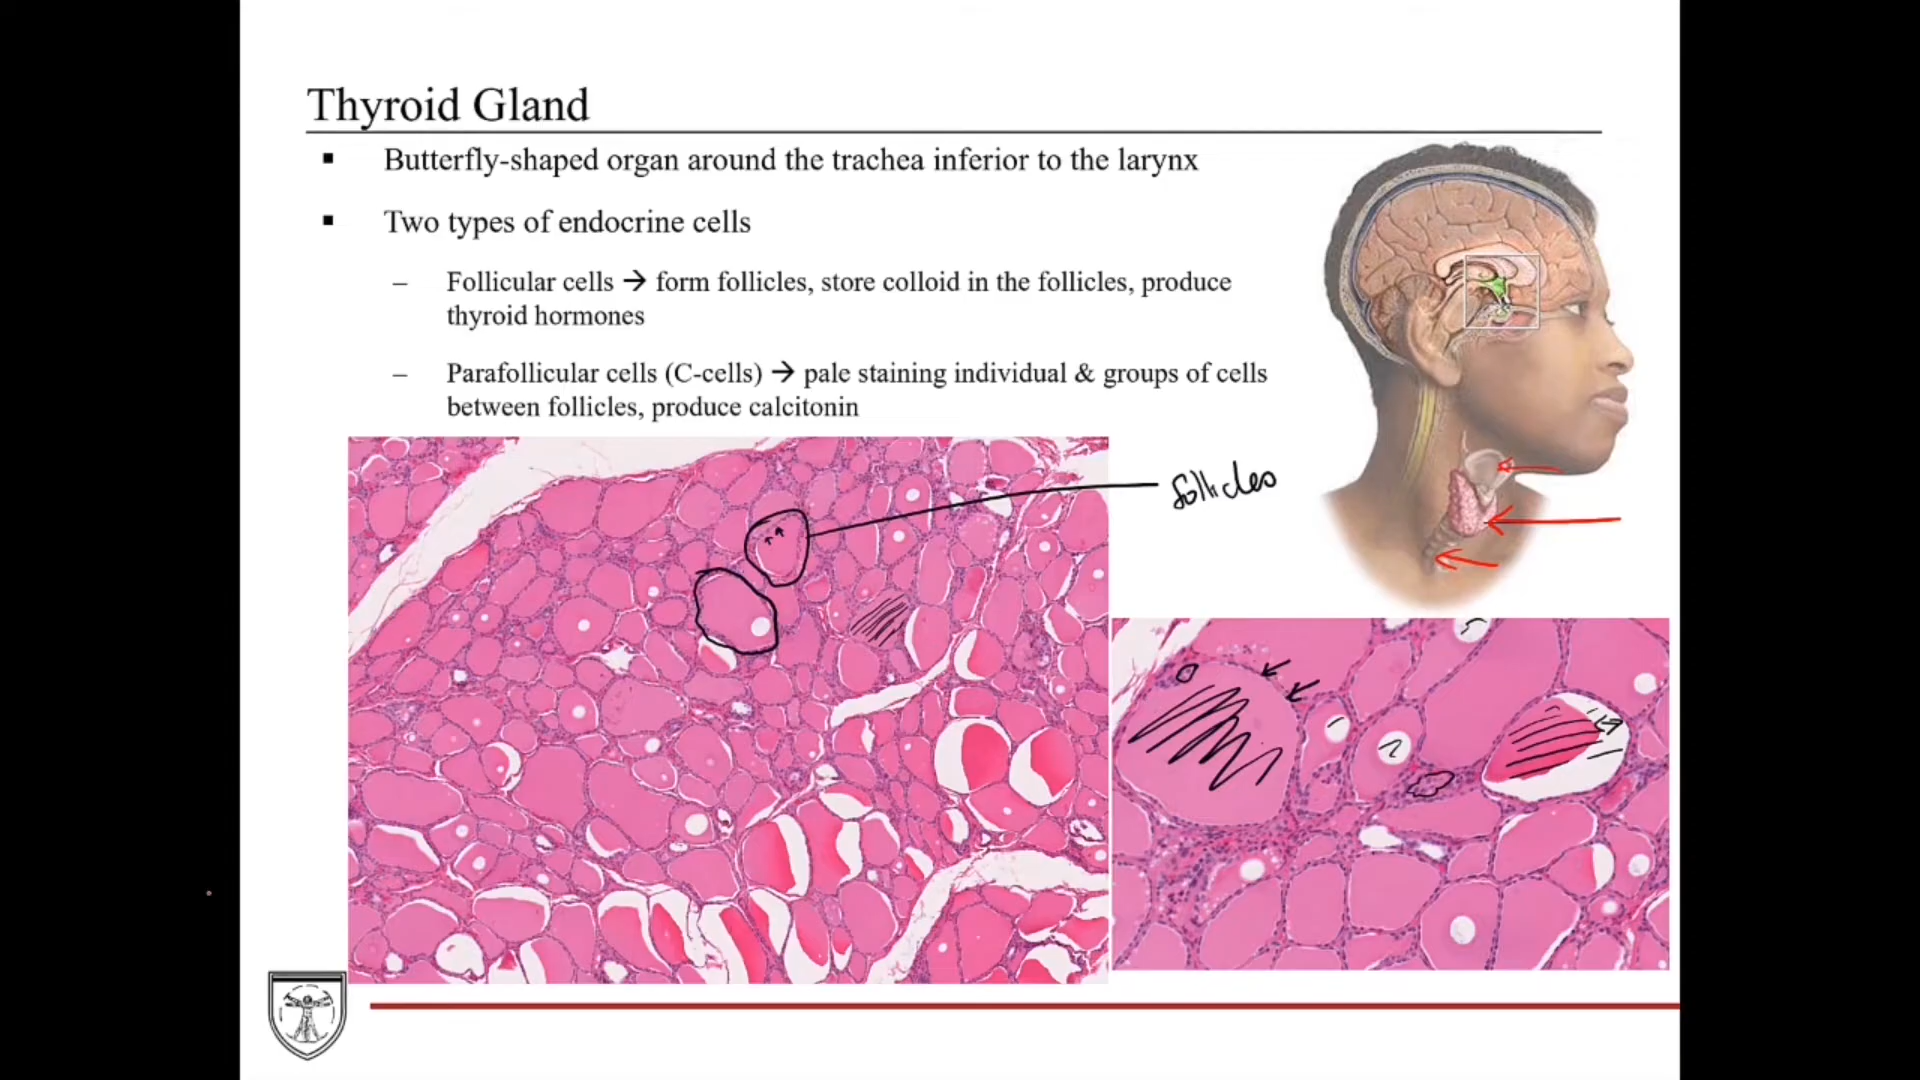 Thyroid Gland
▪ Butterfly-shaped organ around the trachea inferior to the larynx
▪ Two types of endocrine cells
– Follicular cells → form follicles, store colloid in the follicles, produce
thyroid hormones
– Parafollicular cells (C-cells) → pale staining individual & groups of cells
between follicles, produce calcitonin
follicles